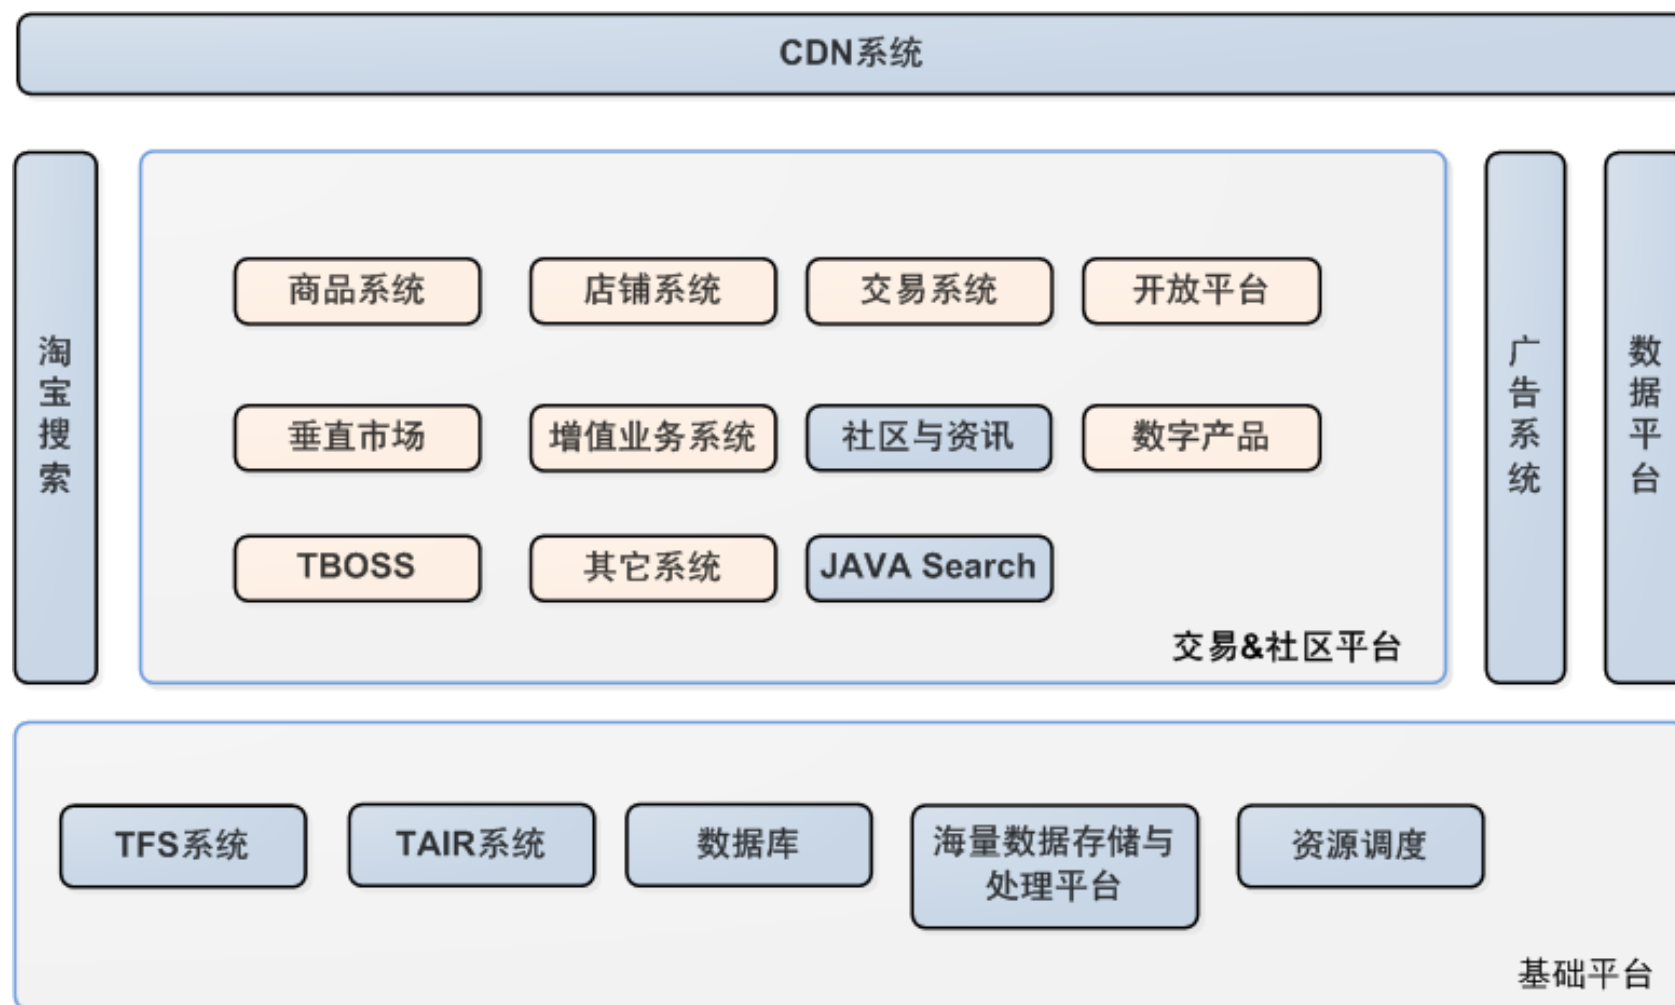 CDN系统
淘宝搜索
商品系统
店铺系统
交易系统
开放平台
垂直市场
增值业务系统
社区与资讯
数字产品
TBOSS
其它系统
JAVA Search
交易&社区平台
广告系统
数据平台
TFS系统
TAIR系统
数据库
海量数据存储与
处理平台
资源调度
基础平台